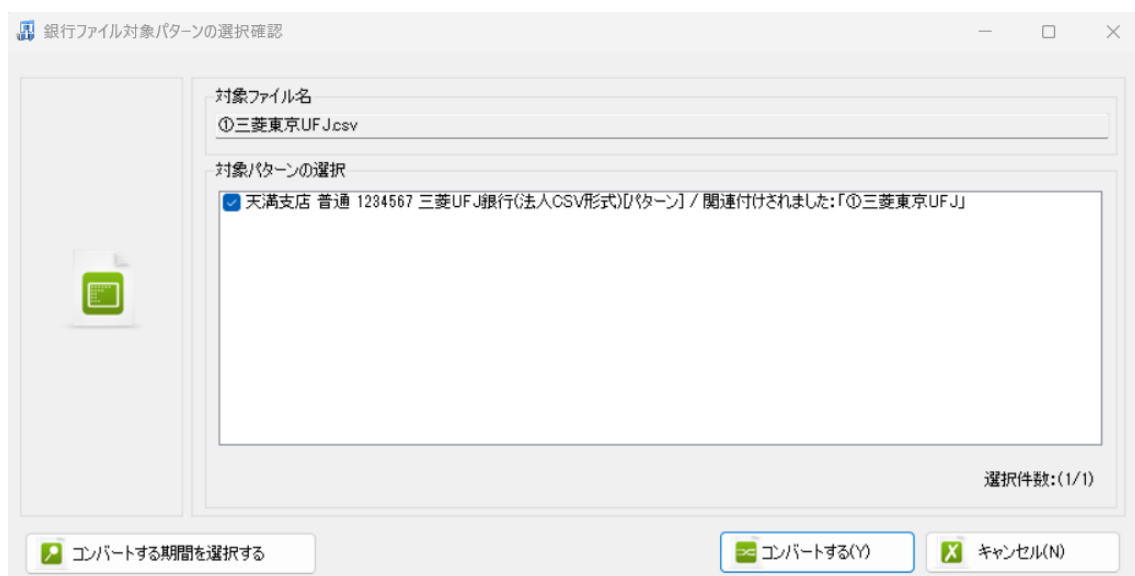 銀行ファイル対象パターンの選択確認
対象ファイル名
①三菱東京UFJ.csv
対象パターンの選択
天満支店 普通 1234567 三菱UFJ銀行(法人CSV形式)[パターン] / 関連付けされました:「①三菱東京UFJ」
選択件数:(1/1)
コンバートする期間を選択する
コンバートする(Y)
キャンセル(N)